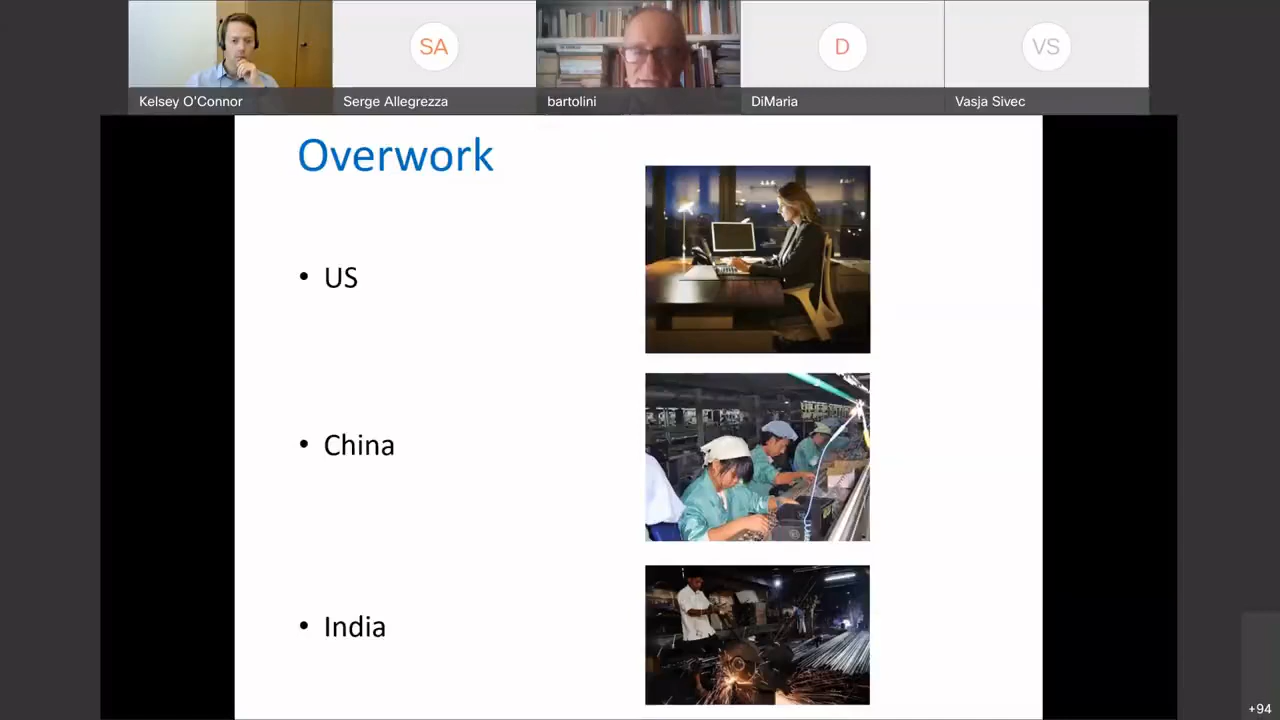 SA
D
VS
Kelsey O'Connor
Serge Allegrezza
bartolini
DiMaria
Vasja Sivec
Overwork
• US
• China
• India
+94